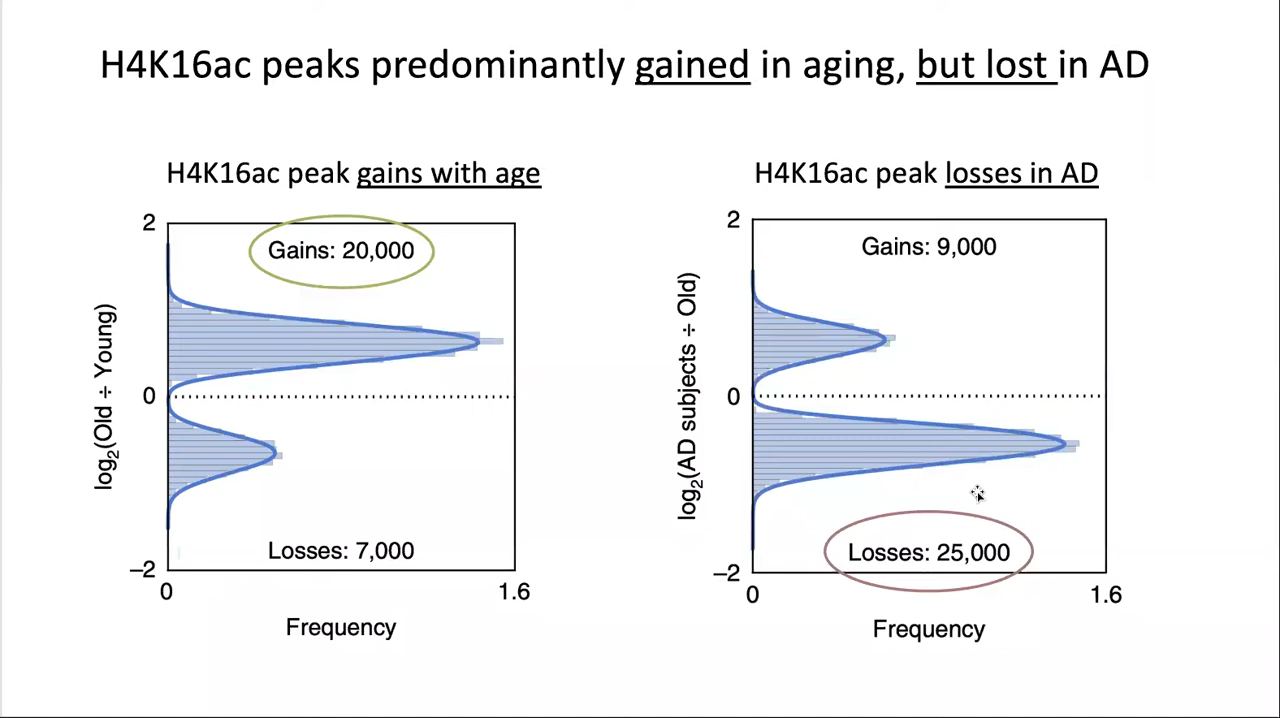 H4K16ac peaks predominantly gained in aging, but lost in AD
H4K16ac peak gains with age
2
Gains: 20,000
log2(Old ÷ Young)
0
Losses: 7,000
−2
0
1.6
Frequency
H4K16ac peak losses in AD
2
Gains: 9,000
log2(AD subjects ÷ Old)
0
Losses: 25,000
−2
0
1.6
Frequency